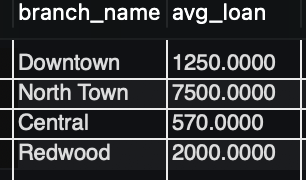 branch_name avg_loan
Downtown 1250.0000
North Town 7500.0000
Central 570.0000
Redwood 2000.0000